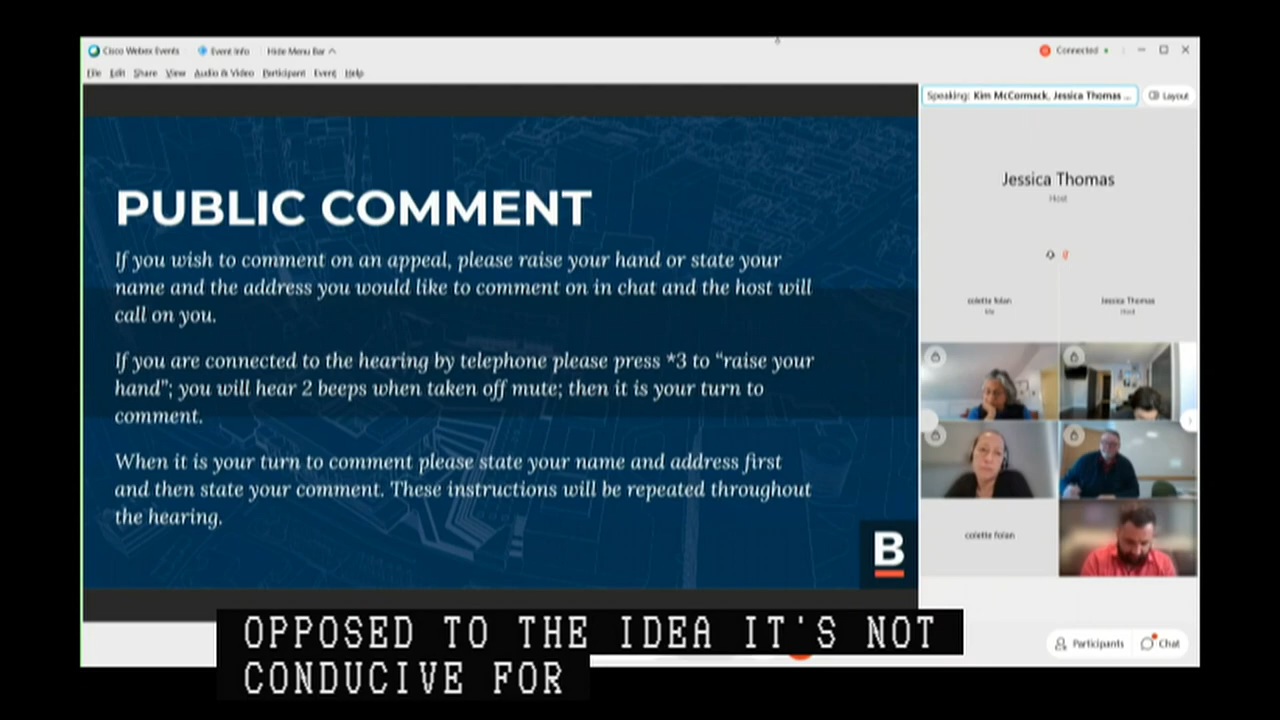 Cisco Webex Events Event Info Hide Menu Bar
Connected
File Edit Share View Audio & Video Participant Event Help
Speaking: Kim McCormack, Jessica Thomas ...
Layout
Jessica Thomas
Host
colette folan
Me
Jessica Thomas
Host
PUBLIC COMMENT
If you wish to comment on an appeal, please raise your hand or state your
name and the address you would like to comment on in chat and the host will
call on you.
If you are connected to the hearing by telephone please press *3 to “raise your
hand”; you will hear 2 beeps when taken off mute; then it is your turn to
comment.
When it is your turn to comment please state your name and address first
and then state your comment. These instructions will be repeated throughout
the hearing.
B
colette folan
Participants
Chat
OPPOSED TO THE IDEA IT'S NOT
CONDUCIVE FOR